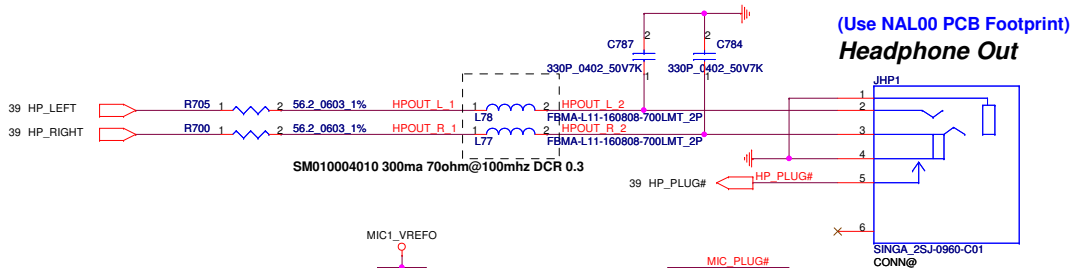 (Use NAL00 PCB Footprint)
Headphone Out
C787
C784
2
2
330P_0402_50V7K
330P_0402_50V7K
1
1
JHP1
39 HP_LEFT
R705 1 2 56.2_0603_1%
HPOUT_L_1
1 2
L78
HPOUT_L_2
FBMA-L11-160808-700LMT_2P
39 HP_RIGHT
R700 1 2 56.2_0603_1%
HPOUT_R_1
1 2
L77
HPOUT_R_2
FBMA-L11-160808-700LMT_2P
SM010004010 300ma 70ohm@100mhz DCR 0.3
1
2
3
4
5
6
39 HP_PLUG#
HP_PLUG#
SINGA_2SJ-0960-C01
CONN@
MIC1_VREFO
MIC_PLUG#